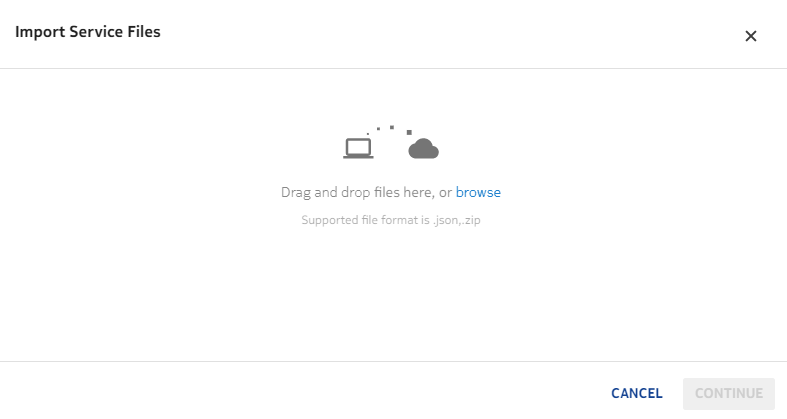 Import Service Files
Drag and drop files here, or browse
Supported file format is .json,.zip
CANCEL
CONTINUE